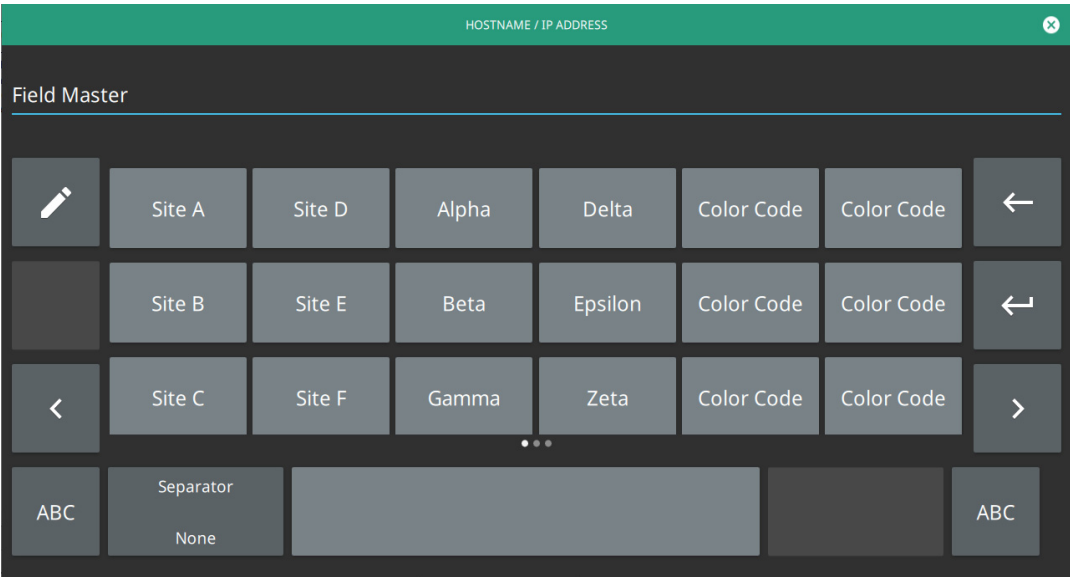 HOSTNAME / IP ADDRESS
Field Master
Site A Site D Alpha Delta Color Code Color Code
Site B Site E Beta Epsilon Color Code Color Code
Site C Site F Gamma Zeta Color Code Color Code
ABC Separator None ABC